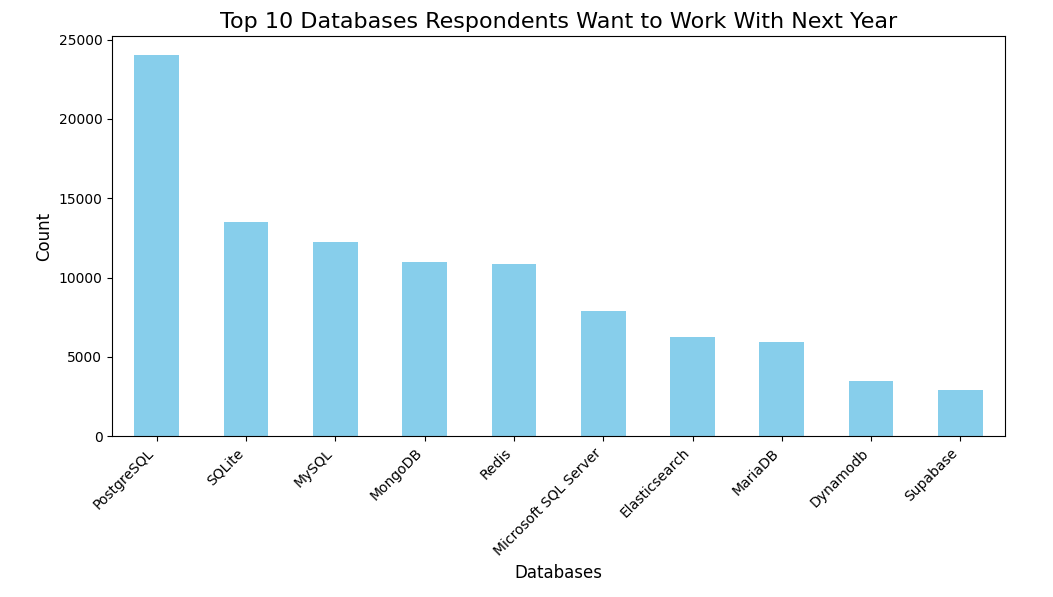 Top 10 Databases Respondents Want to Work With Next Year
25000
20000
15000
10000
5000
0
Count
PostgreSQL
SQLite
MySQL
MongoDB
Redis
Microsoft SQL Server
Elasticsearch
MariaDB
Dynamodb
Supabase
Databases